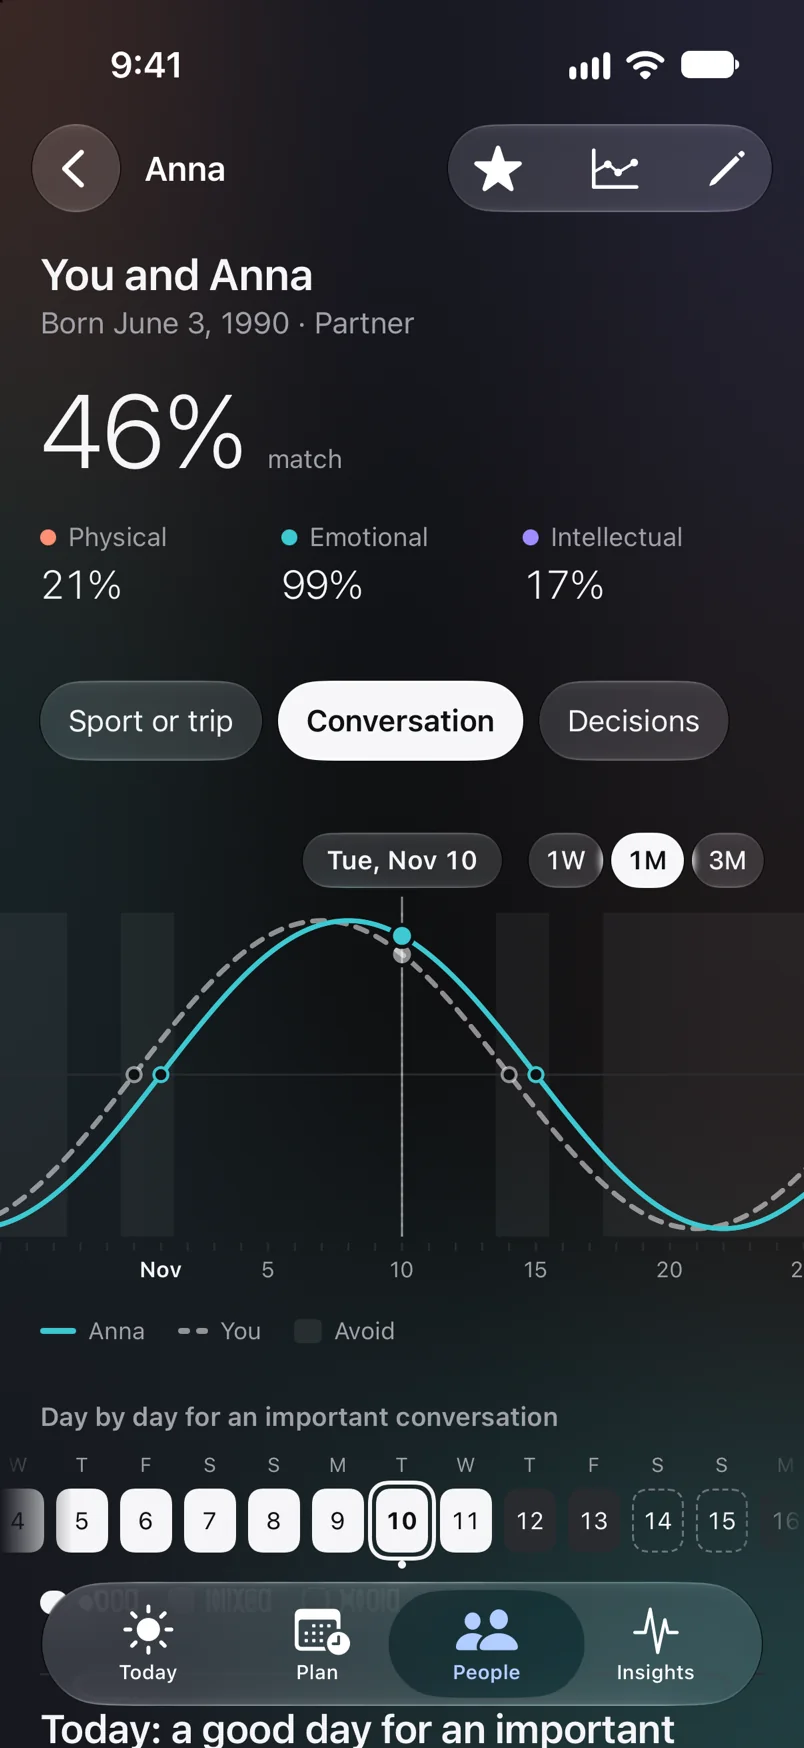 9:41
Anna
You and Anna
Born June 3, 1990 · Partner
46% match
Physical Emotional Intellectual
21% 99% 17%
Sport or trip Conversation Decisions
Tue, Nov 10 1W 1M 3M
Nov 5 10 15 20 2
Anna You Avoid
Day by day for an important conversation
W T F S S M T W T F S S M
4 5 6 7 8 9 10 11 12 13 14 15 16
Today Plan People Insights
Today: a good day for an important